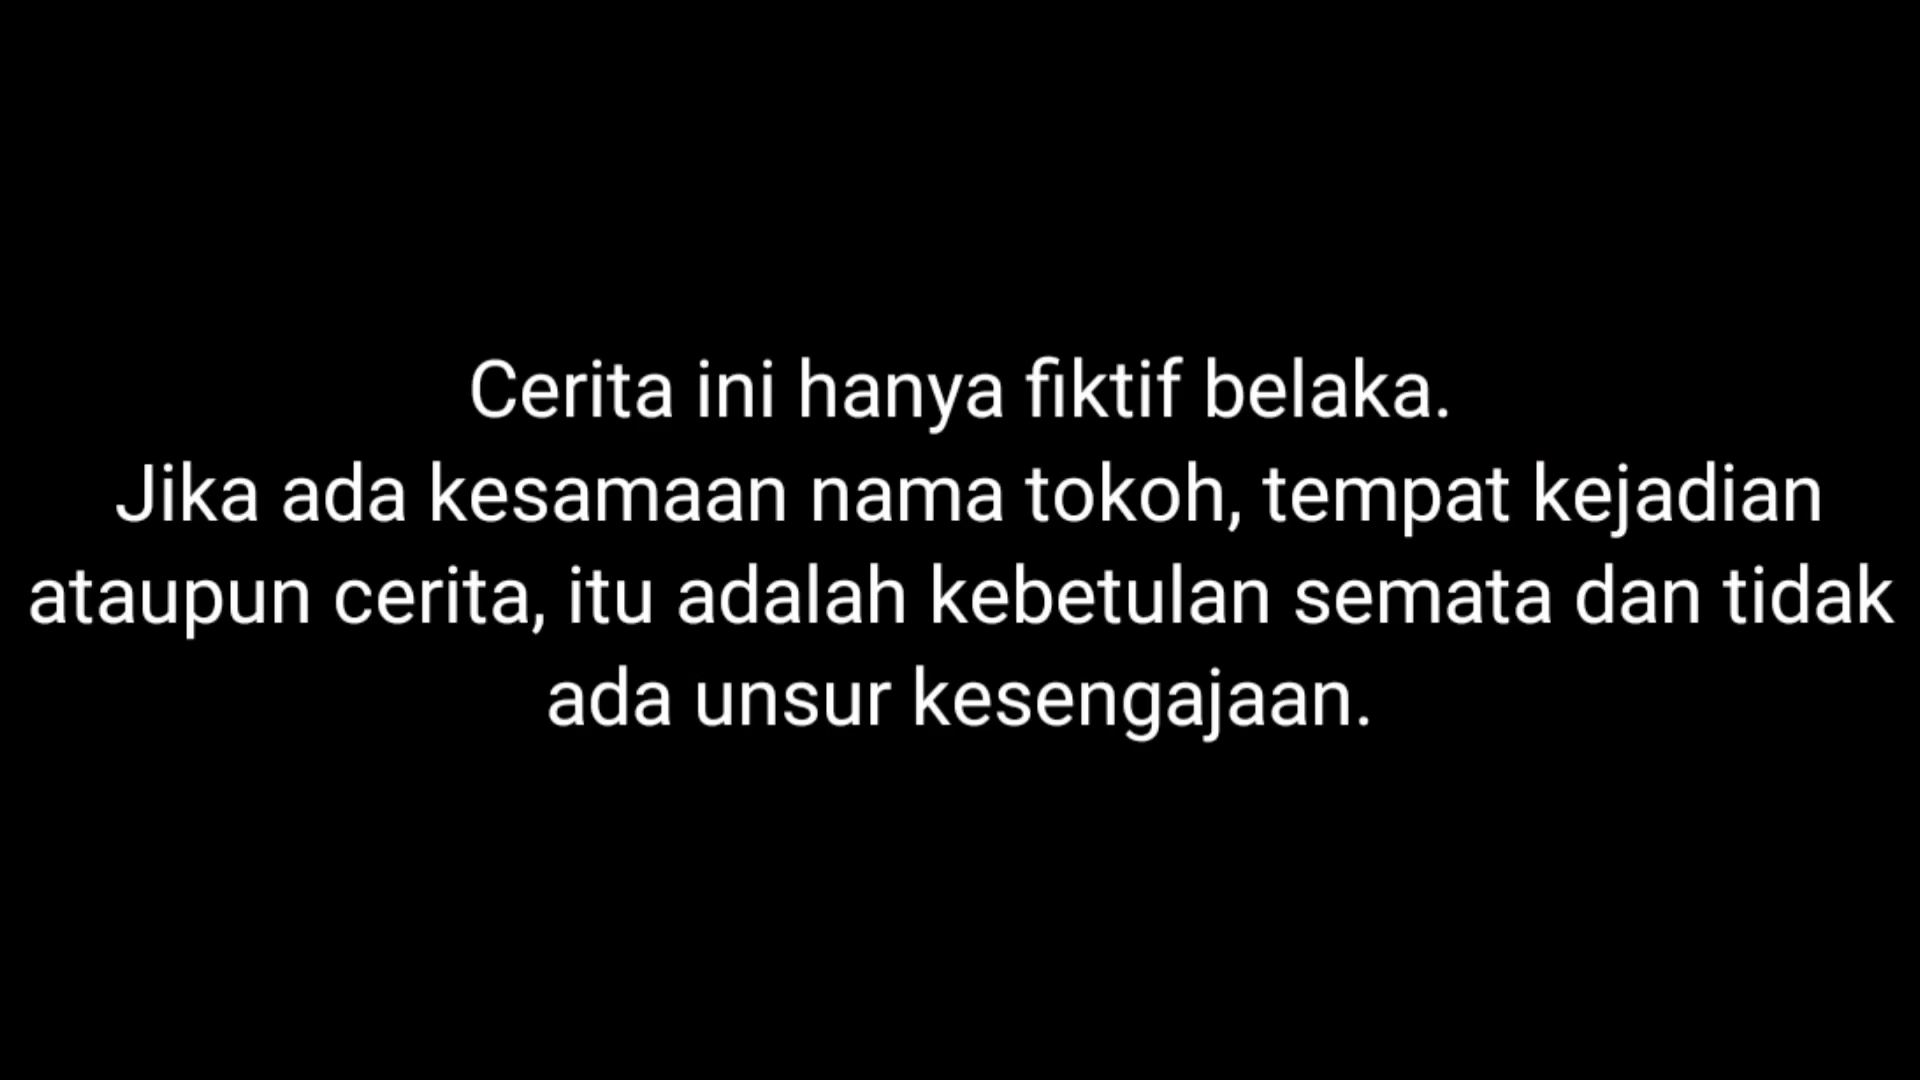 Cerita ini hanya fiktif belaka.
Jika ada kesamaan nama tokoh, tempat kejadian
ataupun cerita, itu adalah kebetulan semata dan tidak
ada unsur kesengajaan.